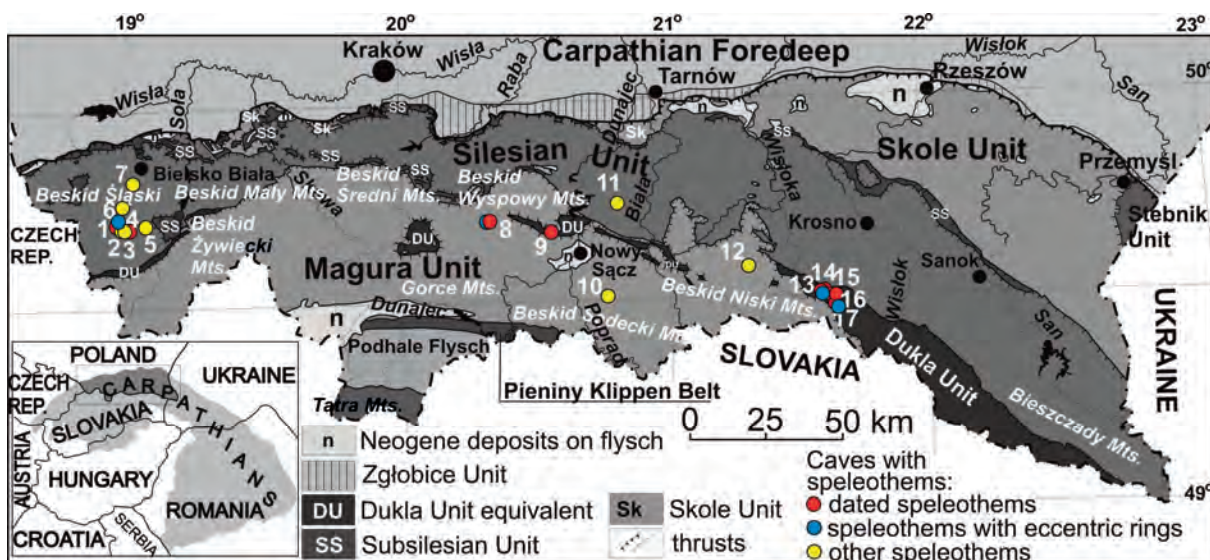 19° 20° 21° 22° 23°
Kraków
Wisła
Carpathian Foredeep
Wisłok
Wisła
Soła
Raba
Dunajec
Tarnów
Rzeszów
San
50°
n
Sk
SS
Silesian Unit
Skole Unit
Wisłoka
Przemyśl
7
Bielsko Biała
Beskid Śląski
Beskid Mały Mts.
Skawa
Beskid Średni Mts.
Beskid Wyspowy Mts.
11
Biała
Krosno
SS
Stebnik Unit
6
1
4
2
3
5
SS
8
DU
9
DU
CZECH REP.
Beskid Żywiecki Mts.
DU
Magura Unit
Gorce Mts.
n
Nowy Sącz
12
Beskid Niski Mts.
14
15
13
16
17
Wisłok
Sanok
San
UKRAINE
10
Beskid Sądecki Mts.
Poprad
Dunajec
n
Podhale Flysch
SLOVAKIA
Dukla Unit
Bieszczady Mts.
Tatra Mts.
Pieniny Klippen Belt
0 25 50 km
49°
POLAND
CZECH REP.
UKRAINE
CARPATHIANS
SLOVAKIA
AUSTRIA
HUNGARY
ROMANIA
CROATIA
SERBIA
n Neogene deposits on flysch
Zgłobice Unit
DU Dukla Unit equivalent
SS Subsilesian Unit
Sk Skole Unit
thrusts
Caves with
speleothems:
dated speleothems
speleothems with eccentric rings
other speleothems